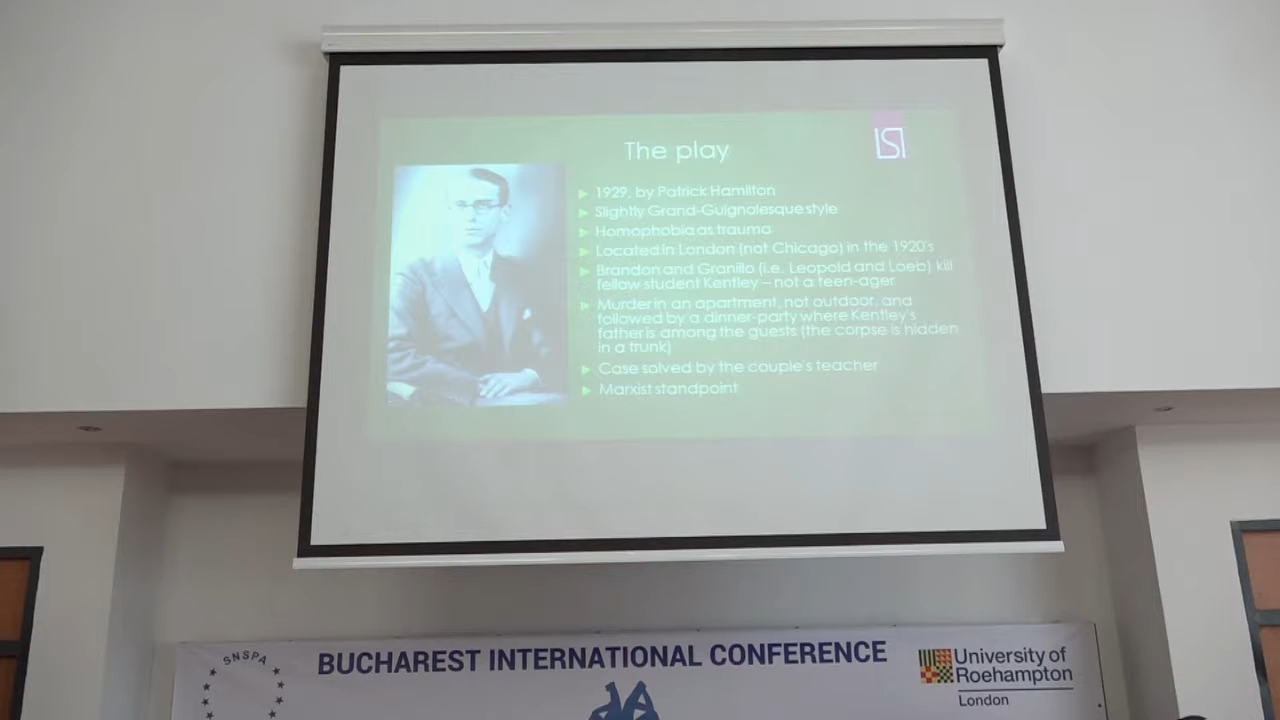 The play
LSI
1929, by Patrick Hamilton
Slightly Grand-Guignolesque style
Homophobia as trauma
Located in London (not Chicago) in the 1920's
Brandon and Granillo (i.e. Leopold and Loeb) kill
fellow student Kentley – not a teen-ager
Murder in an apartment, not outdoor, and
followed by a dinner-party where Kentley's
father is among the guests (the corpse is hidden
in a trunk)
Case solved by the couple's teacher
Marxist standpoint
SNSPA
BUCHAREST INTERNATIONAL CONFERENCE
University of
Roehampton
London